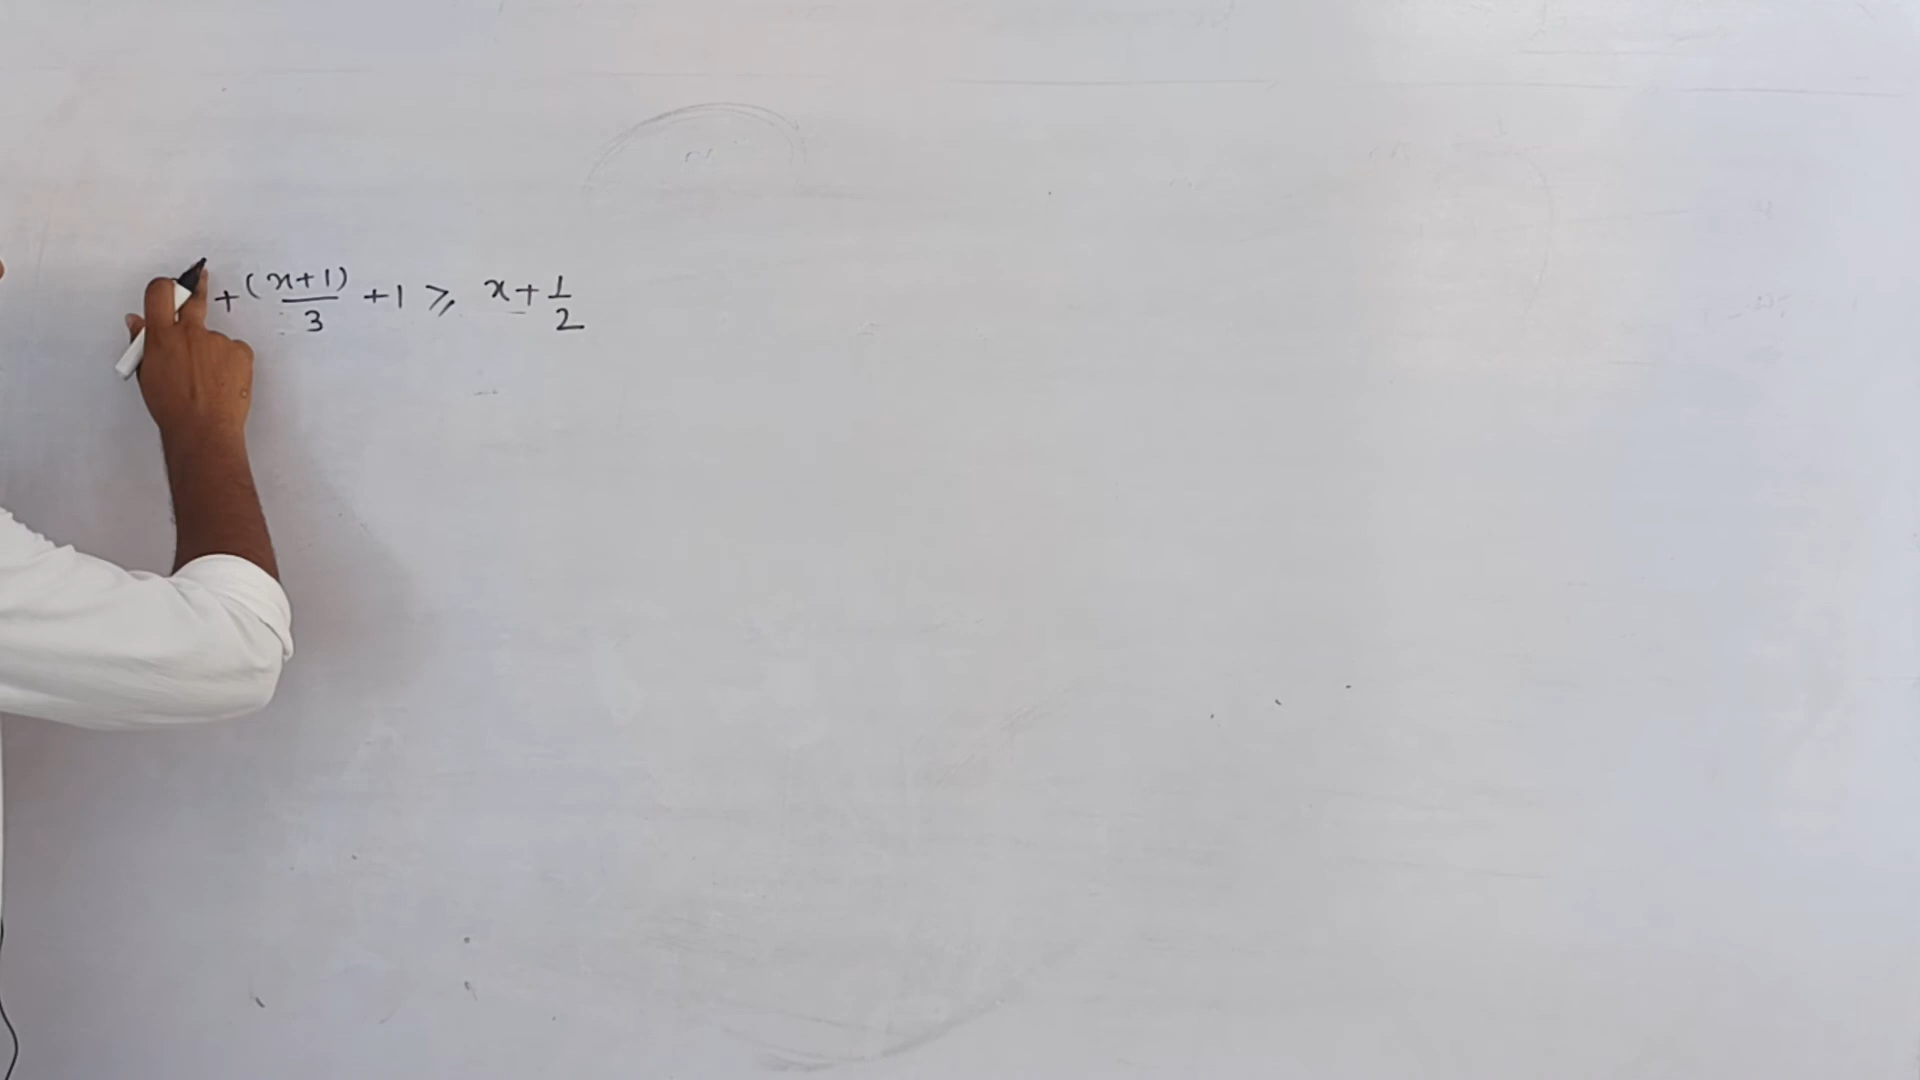 + (x+1)/3 + 1 ⩾ x + 1/2